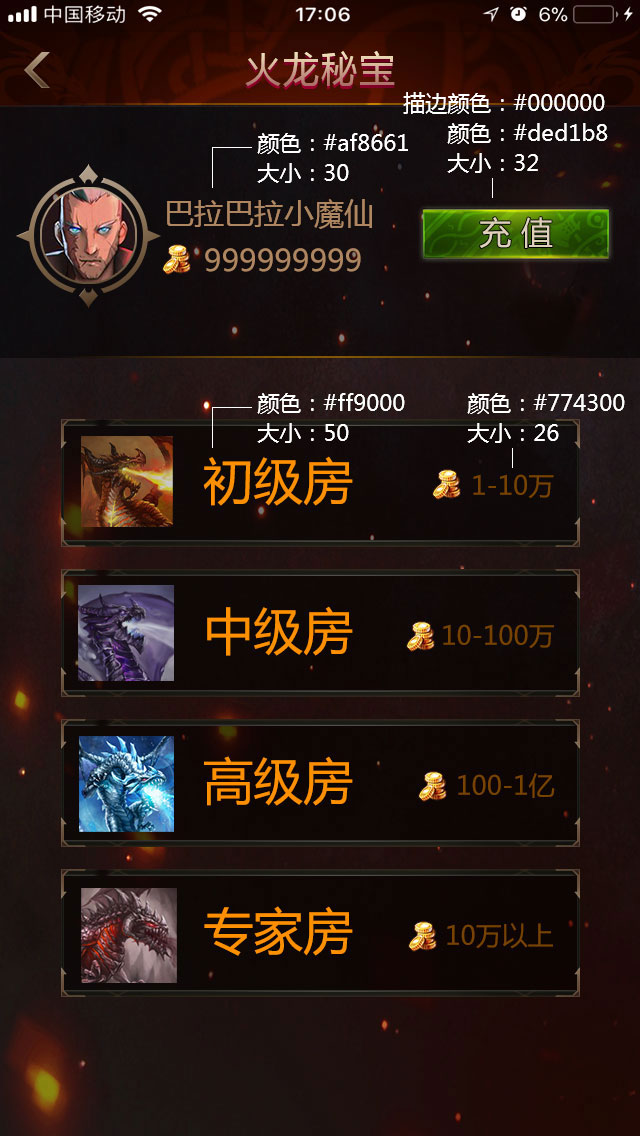 中国移动 17:06 6%
火龙秘宝
描边颜色：#000000
颜色：#ded1b8
大小：32
颜色：#af8661
大小：30
巴拉巴拉小魔仙
999999999
充值
颜色：#ff9000
大小：50
颜色：#774300
大小：26
初级房 1-10万
中级房 10-100万
高级房 100-1亿
专家房 10万以上